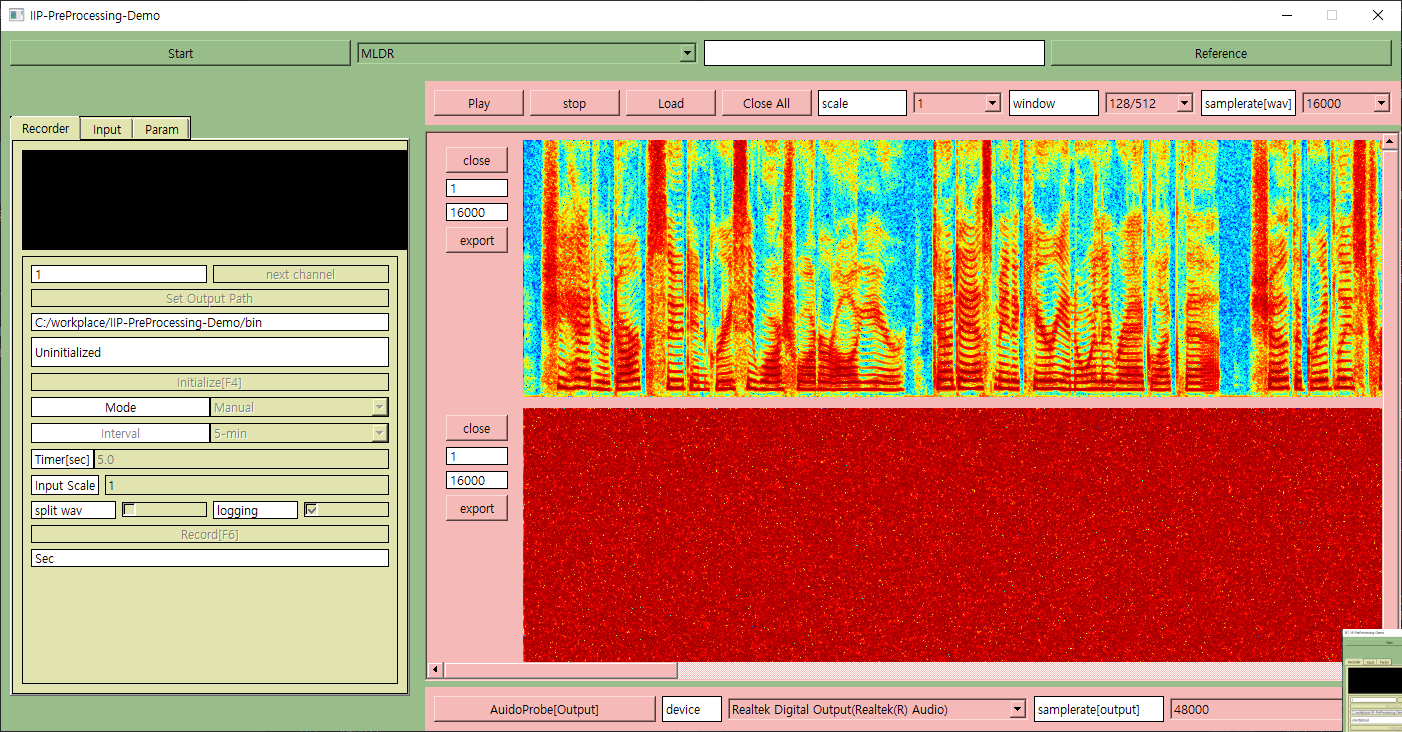 IIP-PreProcessing-Demo
Start
MLDR
Reference
Play
stop
Load
Close All
scale
1
window
128/512
samplerate[wav]
16000
Recorder
Input
Param
1
next channel
Set Output Path
C:/workplace/IIP-PreProcessing-Demo/bin
Uninitialized
Initialize[F4]
Mode
Manual
Interval
5-min
Timer[sec]
5.0
Input Scale
1
split wav
logging
Record[F6]
Sec
close
1
16000
export
close
1
16000
export
AuidoProbe[Output]
device
Realtek Digital Output(Realtek(R) Audio)
samplerate[output]
48000